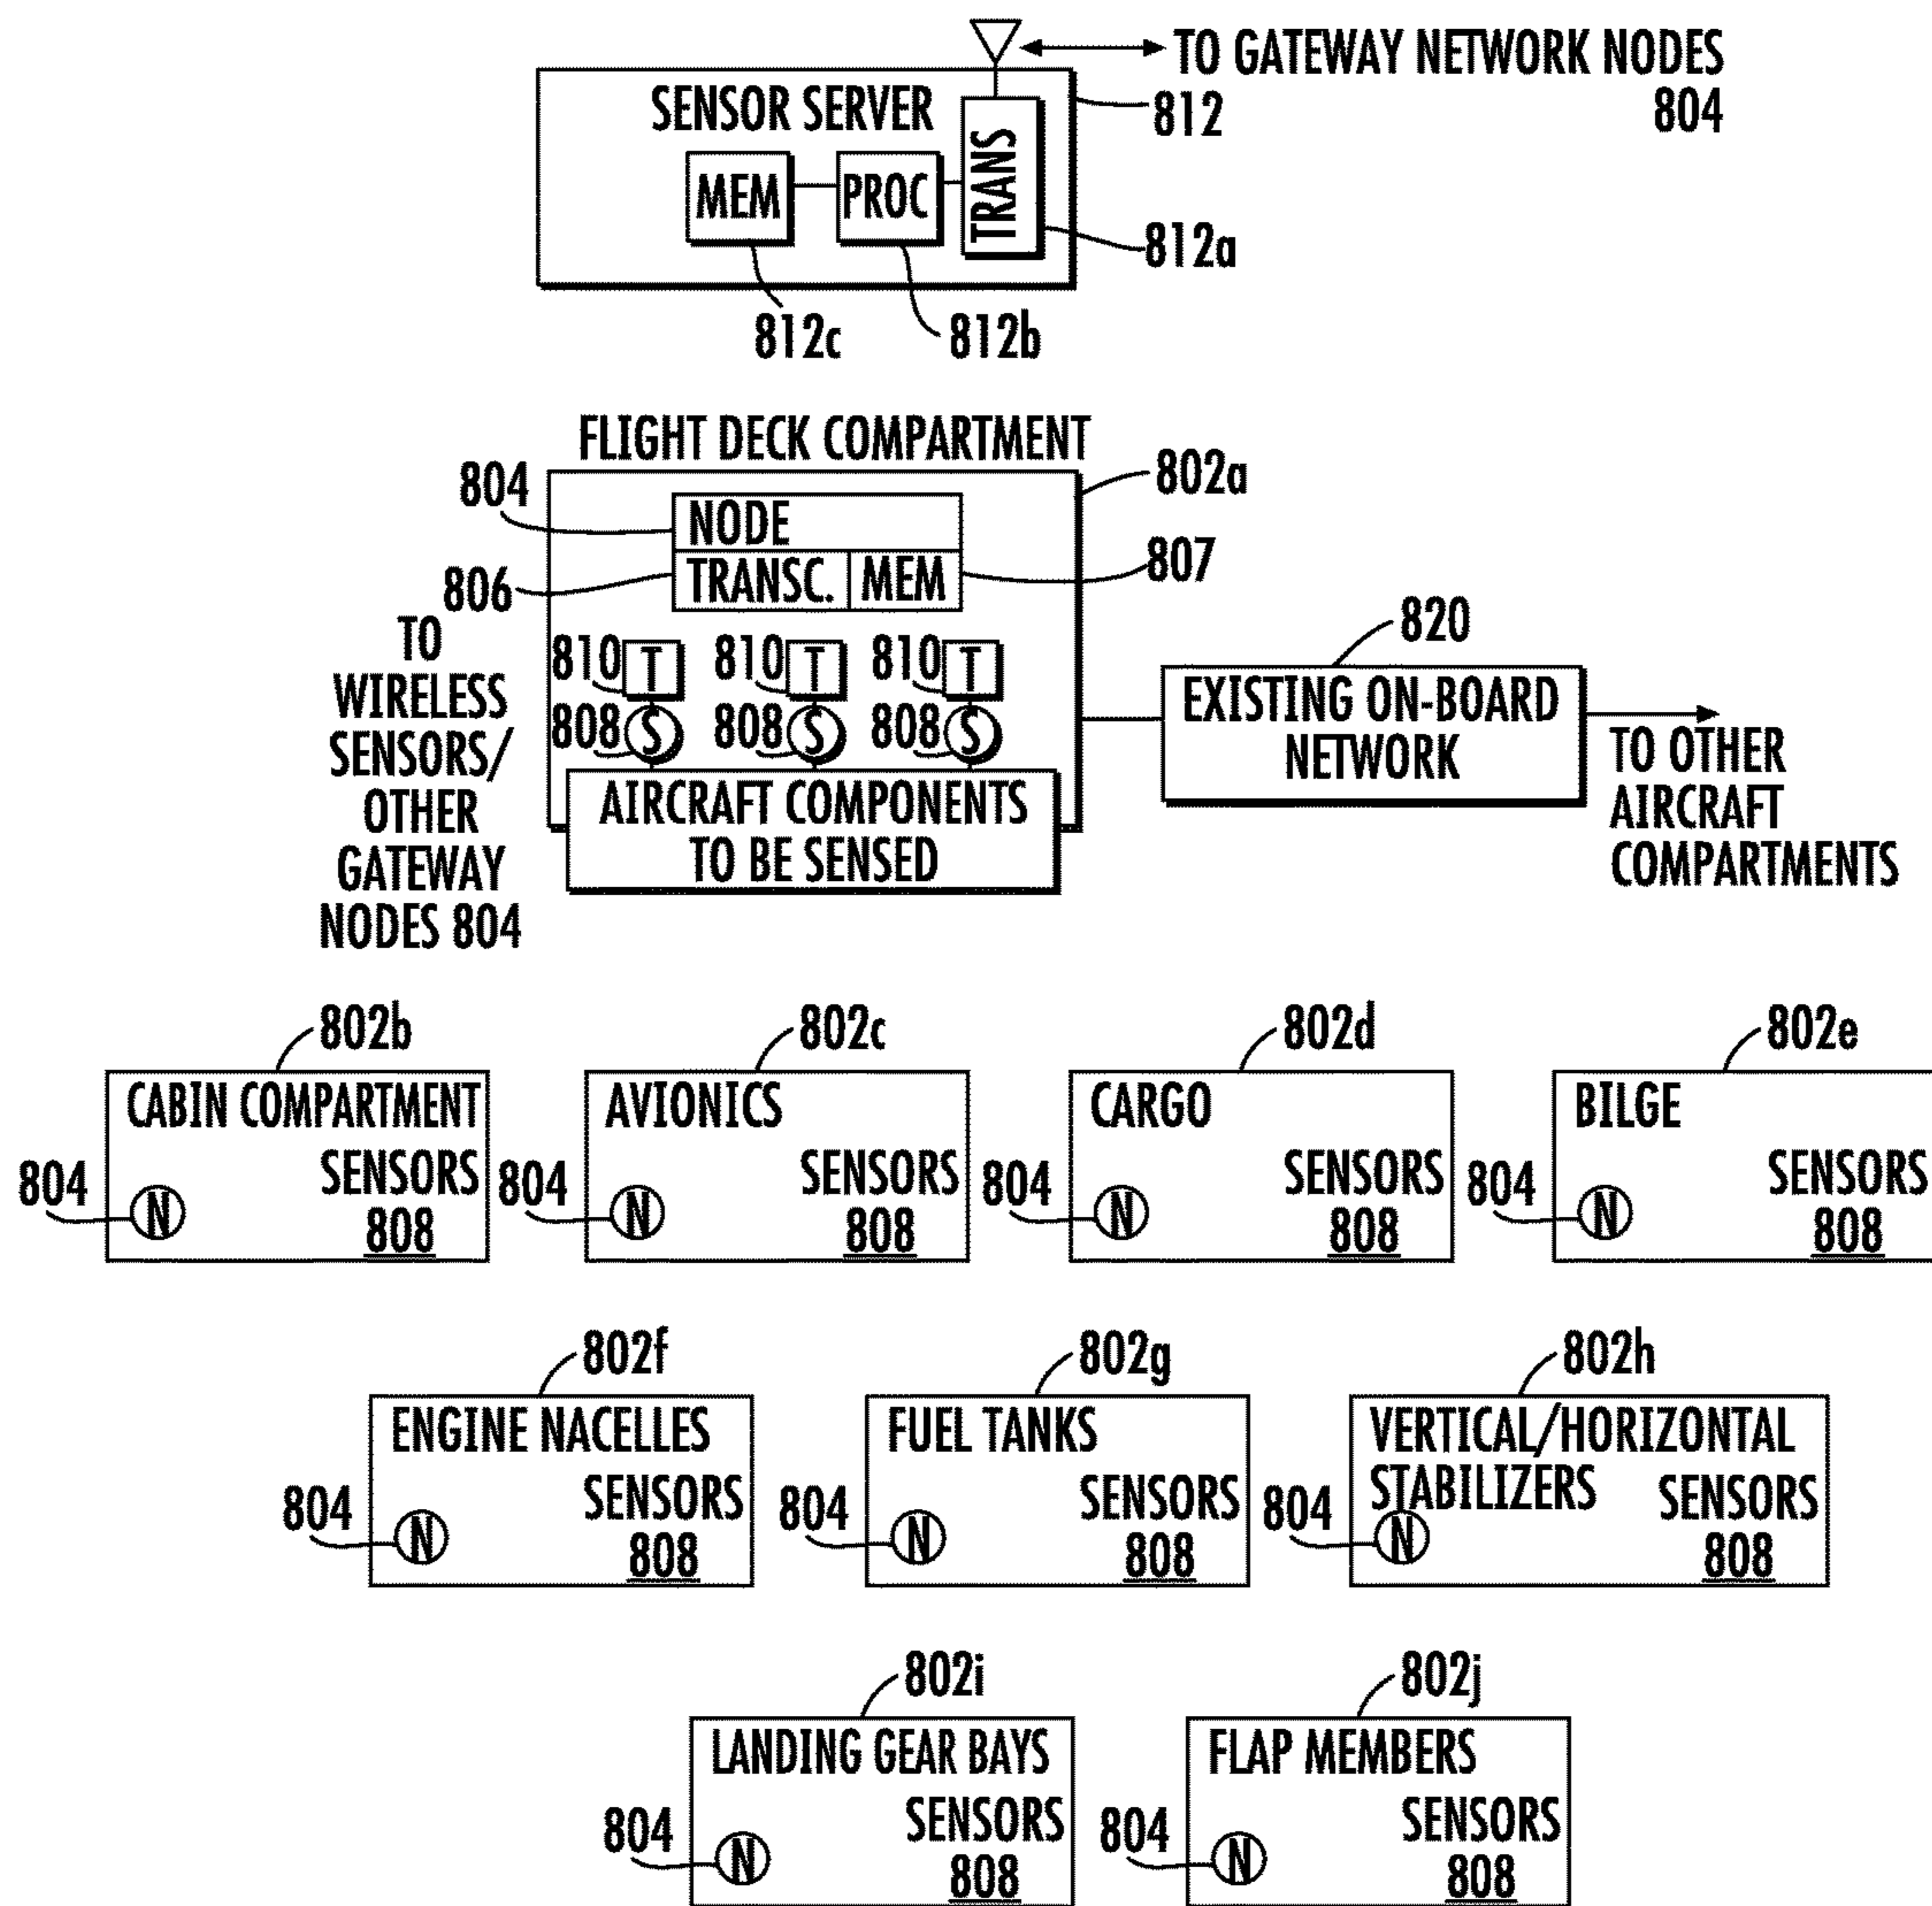 TO GATEWAY NETWORK NODES
804
SENSOR SERVER
812
MEM
PROC
TRANS
812a
812c
812b
FLIGHT DECK COMPARTMENT
804
802a
NODE
806
TRANSC.
MEM
807
TO
WIRELESS
SENSORS/
OTHER
GATEWAY
NODES 804
810 T 810 T 810 T
808 S 808 S 808 S
AIRCRAFT COMPONENTS
TO BE SENSED
820
EXISTING ON-BOARD
NETWORK
TO OTHER
AIRCRAFT
COMPARTMENTS
802b
CABIN COMPARTMENT
SENSORS
804 N
808
802c
AVIONICS
SENSORS
804 N
808
802d
CARGO
SENSORS
804 N
808
802e
BILGE
SENSORS
804 N
808
802f
ENGINE NACELLES
SENSORS
804 N
808
802g
FUEL TANKS
SENSORS
804 N
808
802h
VERTICAL/HORIZONTAL
STABILIZERS
SENSORS
804 N
808
802i
LANDING GEAR BAYS
SENSORS
804 N
808
802j
FLAP MEMBERS
SENSORS
804 N
808